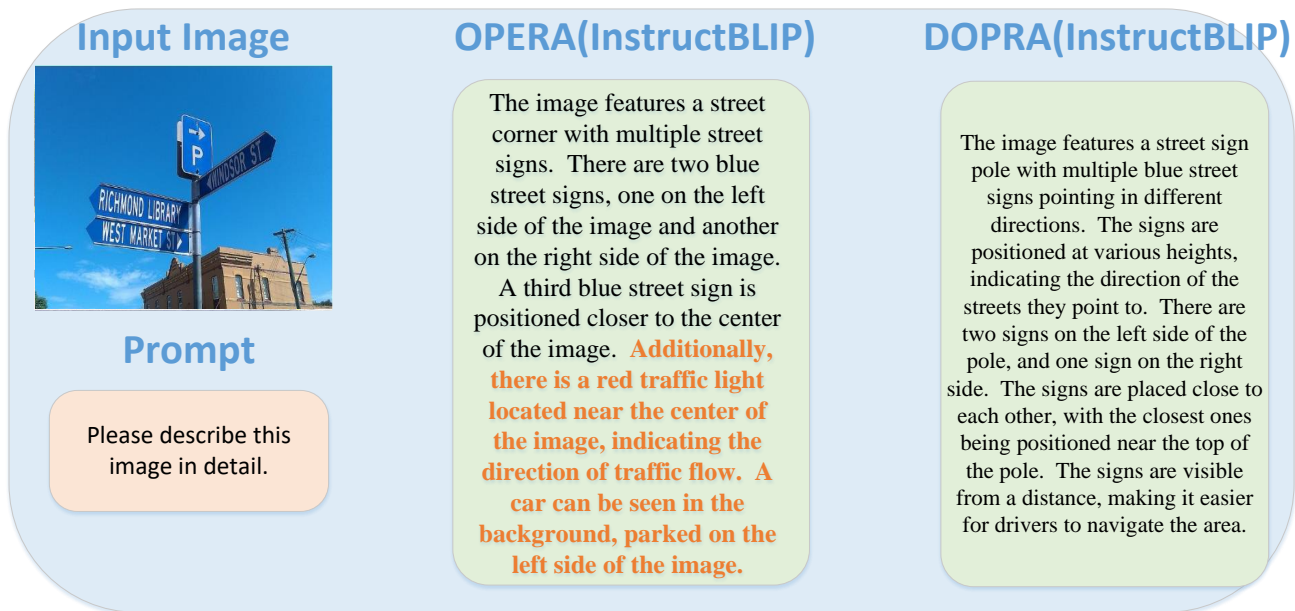 Input Image
OPERA(InstructBLIP)
DOPRA(InstructBLIP)
P
WINDSOR ST
RICHMOND LIBRARY
WEST MARKET ST
Prompt
Please describe this
image in detail.
The image features a street
corner with multiple street
signs. There are two blue
street signs, one on the left
side of the image and another
on the right side of the image.
A third blue street sign is
positioned closer to the center
of the image. Additionally,
there is a red traffic light
located near the center of
the image, indicating the
direction of traffic flow. A
car can be seen in the
background, parked on the
left side of the image.
The image features a street sign
pole with multiple blue street
signs pointing in different
directions. The signs are
positioned at various heights,
indicating the direction of the
streets they point to. There are
two signs on the left side of the
pole, and one sign on the right
side. The signs are placed close to
each other, with the closest ones
being positioned near the top of
the pole. The signs are visible
from a distance, making it easier
for drivers to navigate the area.